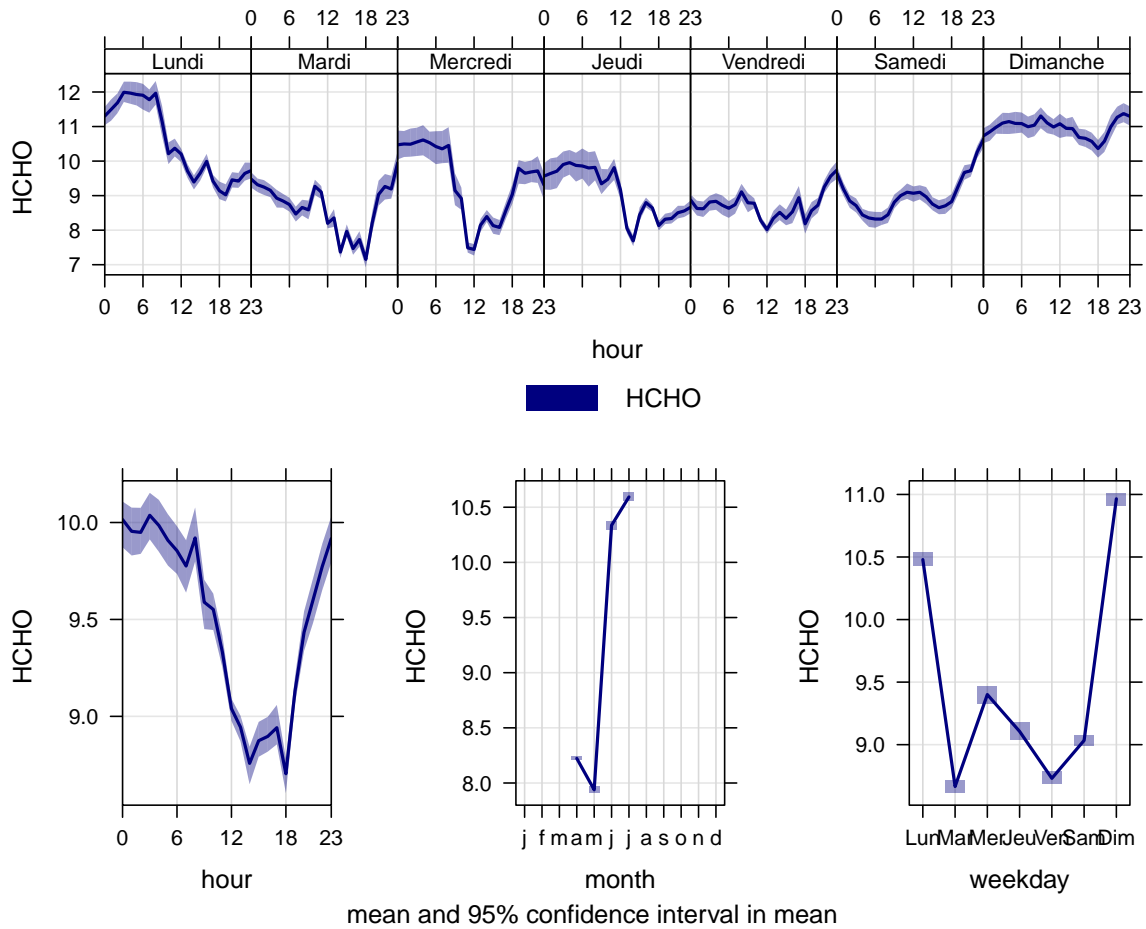 0 6 12 18 23 0 6 12 18 23 0 6 12 18 23
Lundi Mardi Mercredi Jeudi Vendredi Samedi Dimanche
HCHO
12
11
10
9
8
7
0 6 12 18 23 0 6 12 18 23 0 6 12 18 23 0 6 12 18 23
hour
HCHO
HCHO
10.0
9.5
9.0
0 6 12 18 23
hour
HCHO
10.5
10.0
9.5
9.0
8.5
8.0
j f m a m j j a s o n d
month
HCHO
11.0
10.5
10.0
9.5
9.0
Lun Mar Mer Jeu Ven Sam Dim
weekday
mean and 95% confidence interval in mean